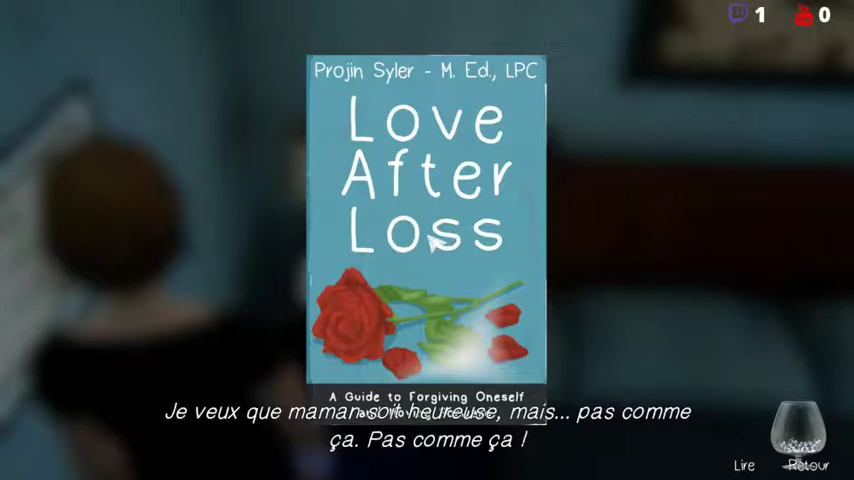 1 0
Projin Syler - M. Ed., LPC
Love
After
Loss
A Guide to Forgiving Oneself
Je veux que maman soit heureuse, mais... pas comme
ça. Pas comme ça !
Lire Retour